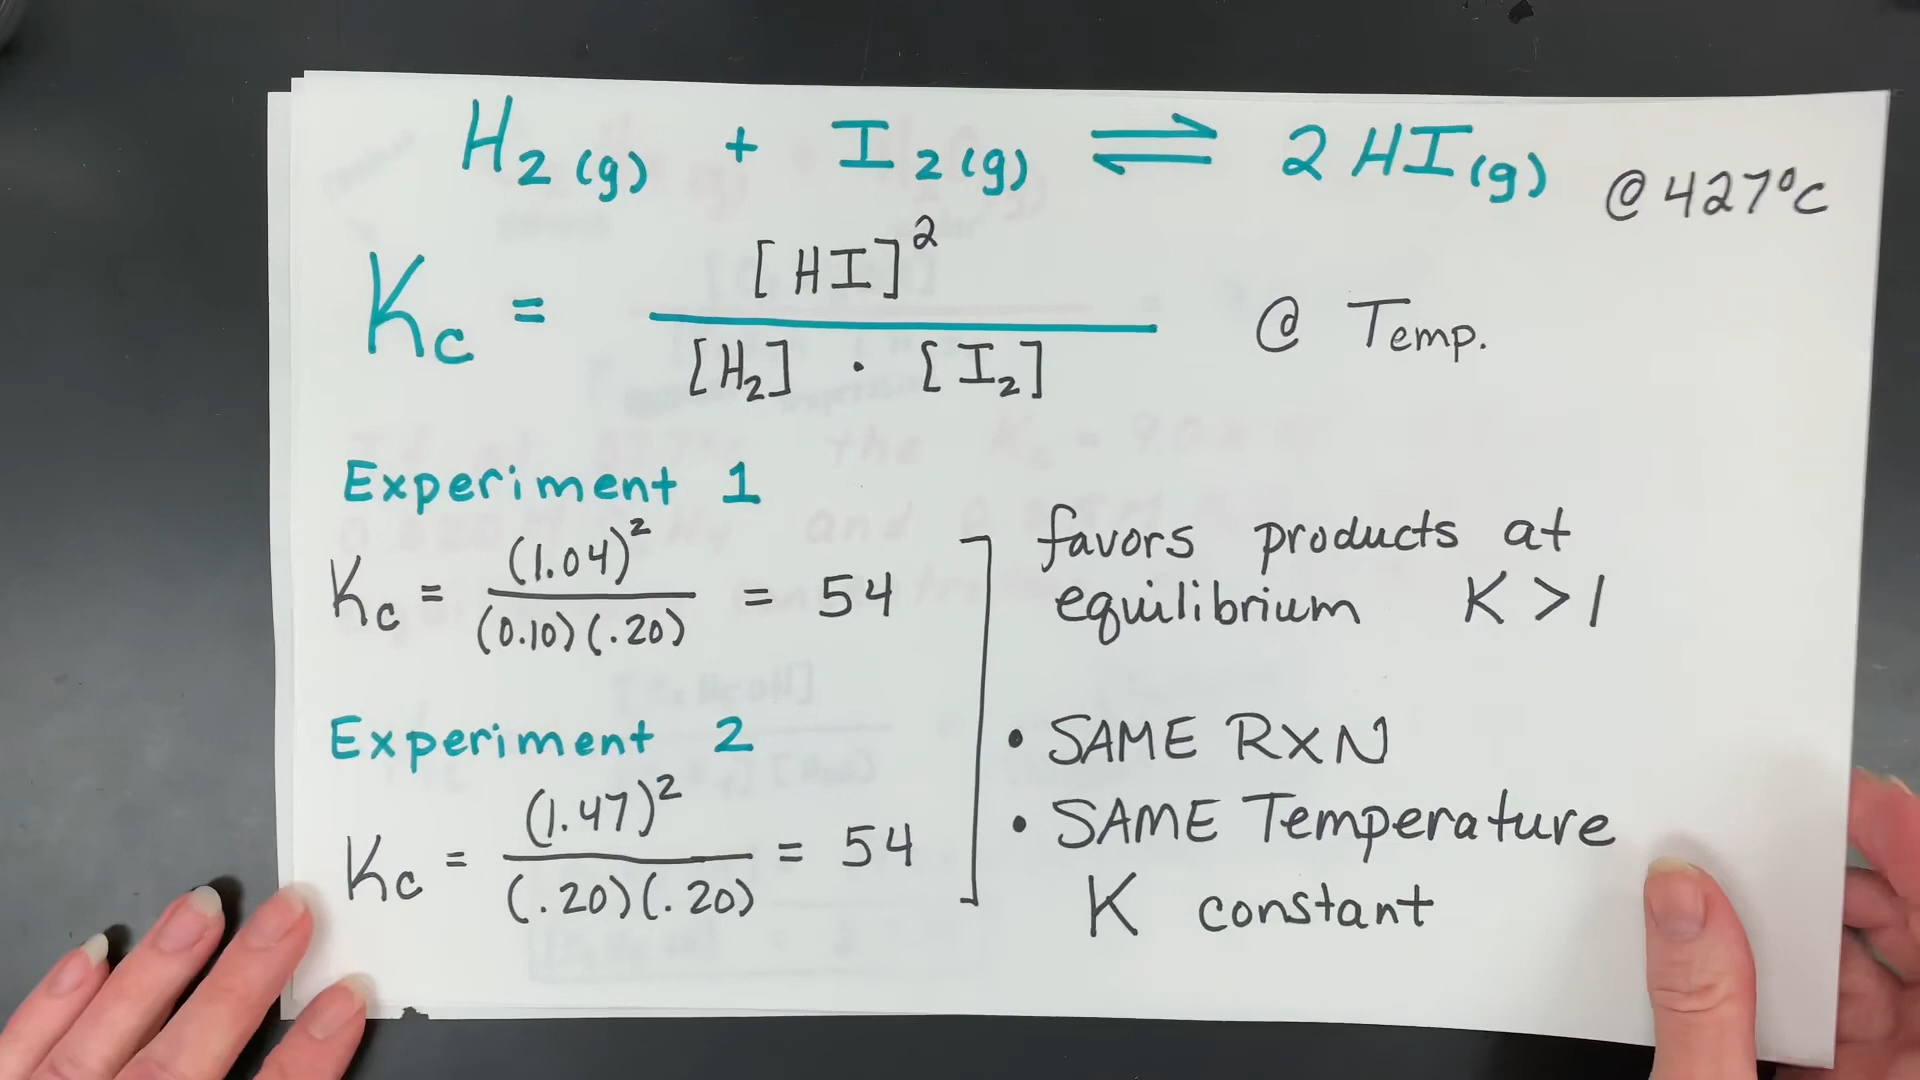 H2(g) + I2(g) ⇌ 2HI(g) @ 427°C
Kc = [HI]² / [H2] · [I2] @ Temp.
Experiment 1
Kc = (1.04)² / (0.10)(.20) = 54
favors products at
equilibrium K > 1
Experiment 2
Kc = (1.47)² / (.20)(.20) = 54
• SAME RXN
• SAME Temperature
K constant